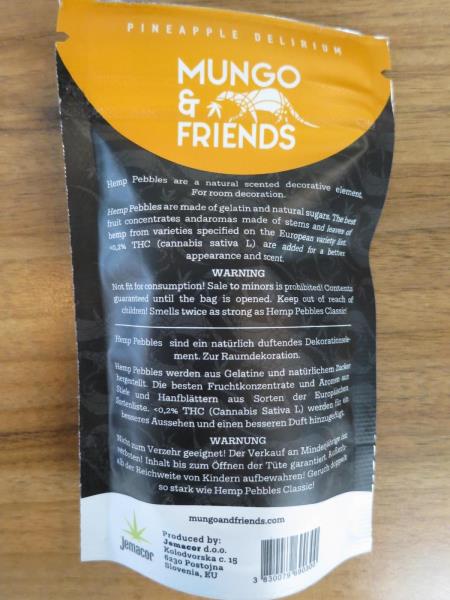 PINEAPPLE DELIRIUM
MUNGO
&
FRIENDS
Hemp Pebbles are a natural scented decorative element.
For room decoration.
Hemp Pebbles are made of gelatin and natural sugars. The best
fruit concentrates andaromas made of stems and leaves of
hemp from varieties specified on the European variety list.
<0,2% THC (cannabis sativa L) are added for a better
appearance and scent.
WARNING
Not fit for consumption! Sale to minors is prohibited! Contents
guaranteed until the bag is opened. Keep out of reach of
children! Smells twice as strong as Hemp Pebbles Classic!
Hemp Pebbles sind ein natürlich duftendes Dekorationsele-
ment. Zur Raumdekoration.
Hemp Pebbles werden aus Gelatine und natürlichem Zucker
hergestellt. Die besten Fruchtkonzentrate und Aromen aus
Stiele und Hanfblättern aus Sorten der Europäischen
Sortenliste. <0,2% THC (Cannabis Sativa L) werden für ein
besseres Aussehen und einen besseren Duft hinzugefügt.
WARNUNG
Nicht zum Verzehr geeignet! Der Verkauf an Minderjährige ist
verboten! Inhalt bis zum Öffnen der Tüte garantiert. Außerh-
alb der Reichweite von Kindern aufbewahren! Geruch doppelt
so stark wie Hemp Pebbles Classic!
mungoandfriends.com
Jemacor
Produced by:
Jemacor d.o.o.
Kolodvorska c. 15
6230 Postojna
Slovenia, EU